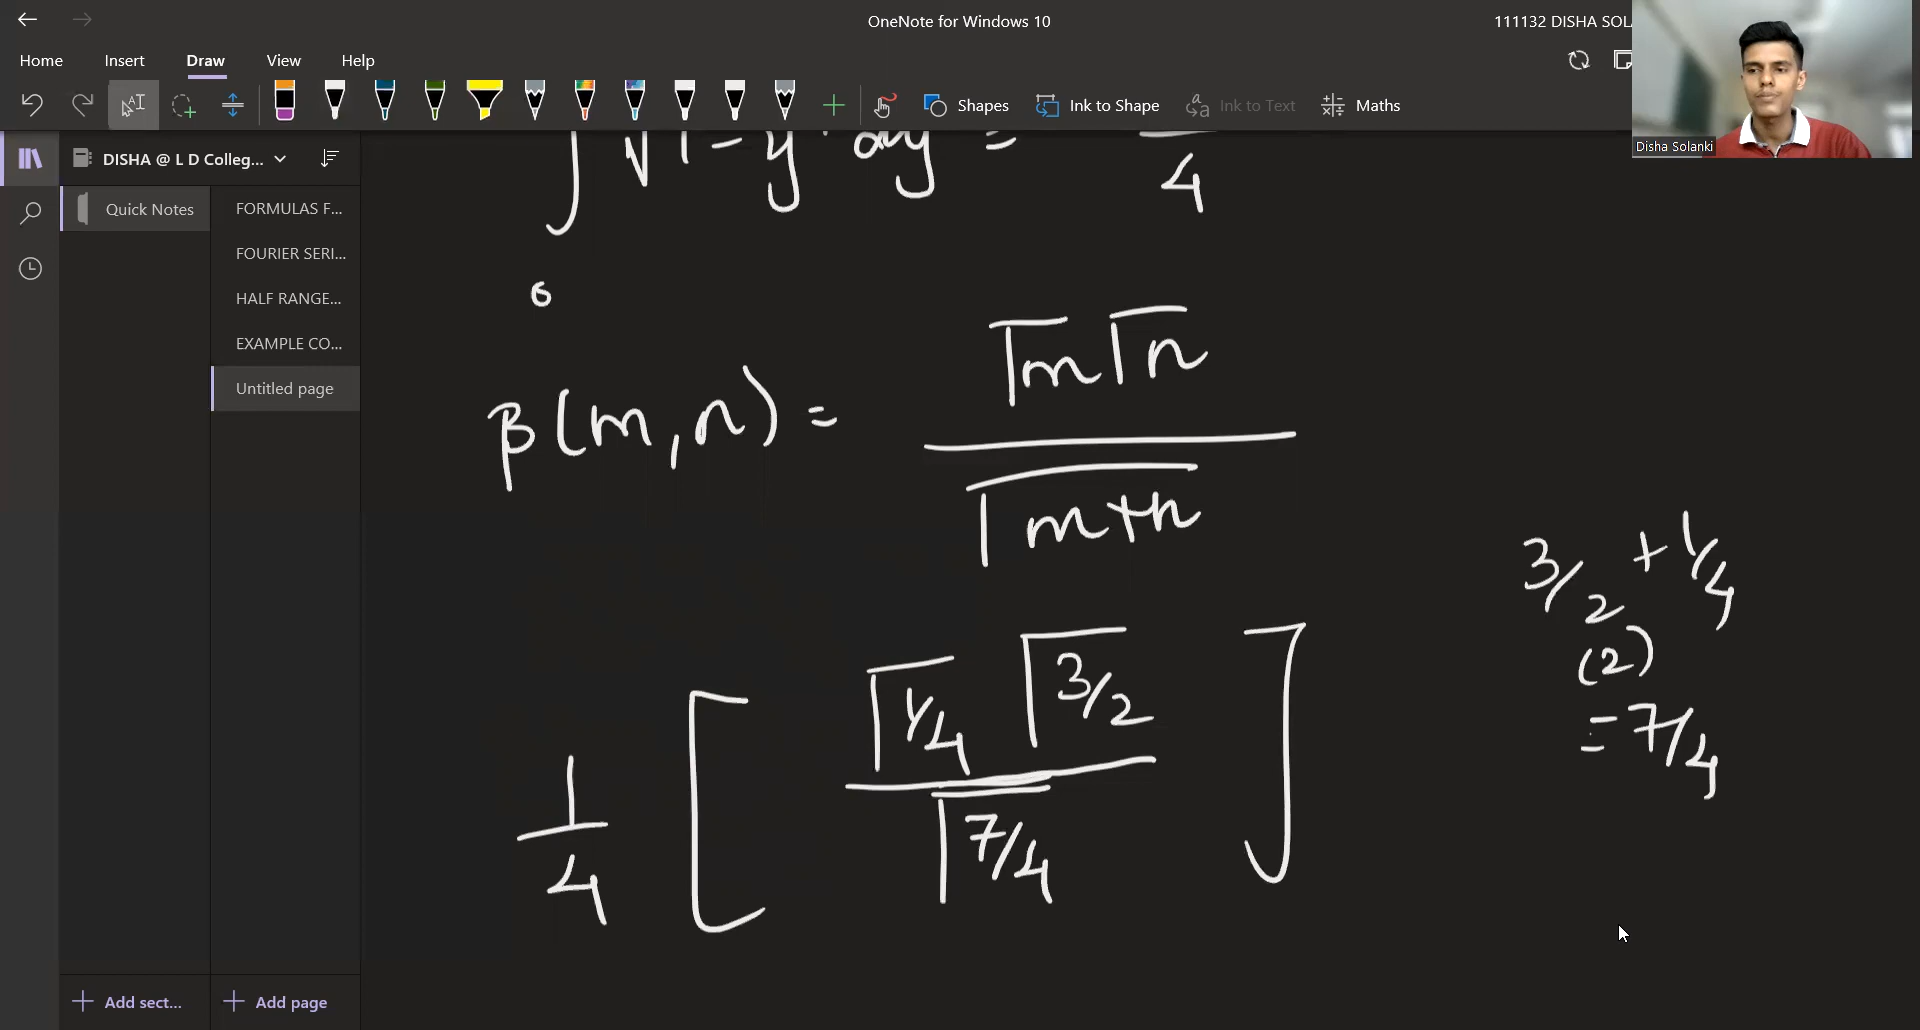 OneNote for Windows 10
111132 DISHA SOLA
Home Insert Draw View Help
Shapes Ink to Shape Ink to Text Maths
Disha Solanki
DISHA @ L D Colleg...
Quick Notes
FORMULAS F...
FOURIER SERI...
HALF RANGE...
EXAMPLE CO...
Untitled page
∫ √1-y dy = /4
0
β(m,n) = Γm Γn / Γm+n
3/2 + 1/4
(2)
= 7/4
1/4 [ Γ1/4 Γ3/2 / Γ7/4 ]
Add sect...
Add page